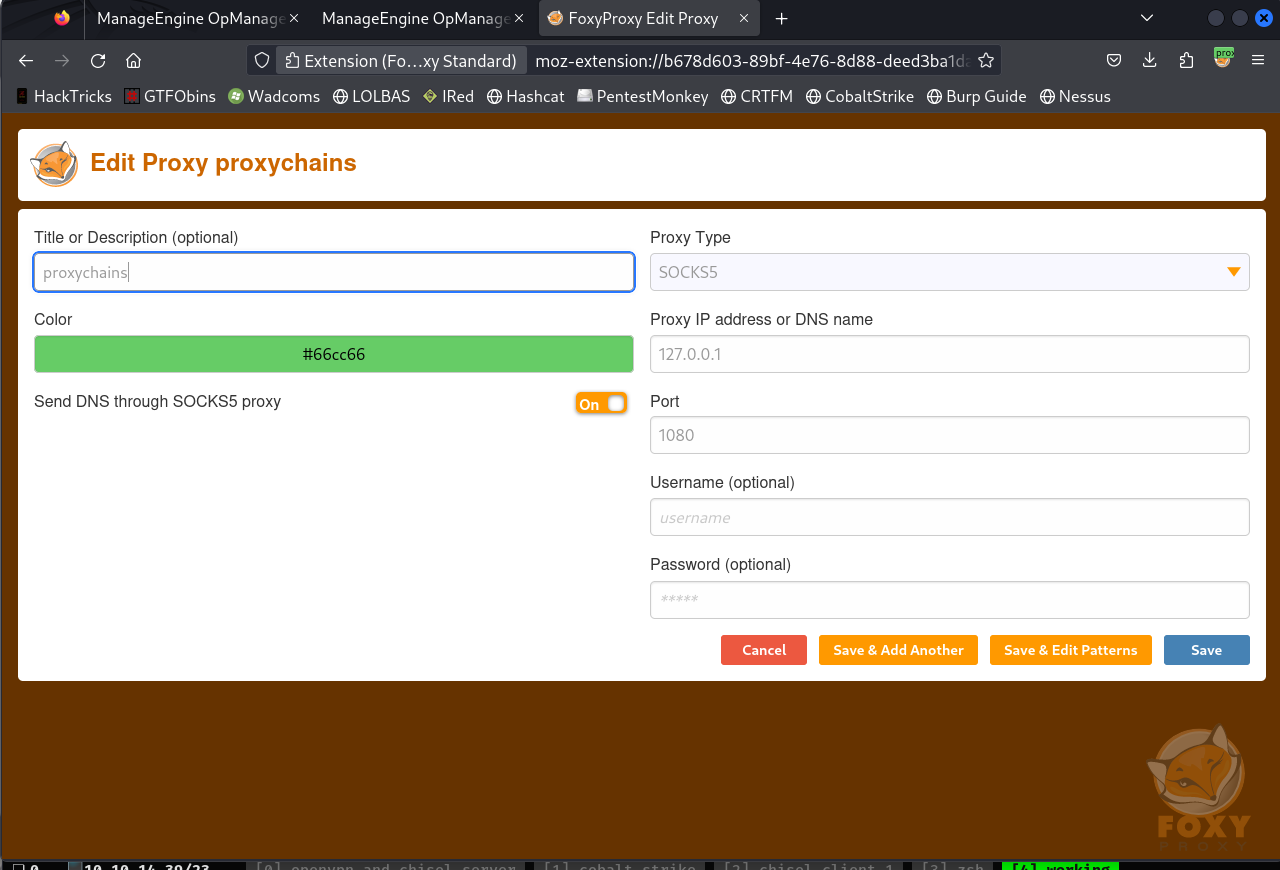 ManageEngine OpManage
ManageEngine OpManage
FoxyProxy Edit Proxy
Extension (Fo...xy Standard)
moz-extension://b678d603-89bf-4e76-8d88-deed3ba1da
prox
HackTricks GTFObins Wadcoms LOLBAS IRed Hashcat PentestMonkey CRTFM CobaltStrike Burp Guide Nessus
Edit Proxy proxychains
Title or Description (optional)
proxychains
Color
#66cc66
Send DNS through SOCKS5 proxy
On
Proxy Type
SOCKS5
Proxy IP address or DNS name
127.0.0.1
Port
1080
Username (optional)
username
Password (optional)
*****
Cancel Save & Add Another Save & Edit Patterns Save
FOXY
PROXY
0 10.10.14.39/23 [0] openvpn and chisel server [1] cobalt strike [2] chisel client 1 [3] zsh [4] working